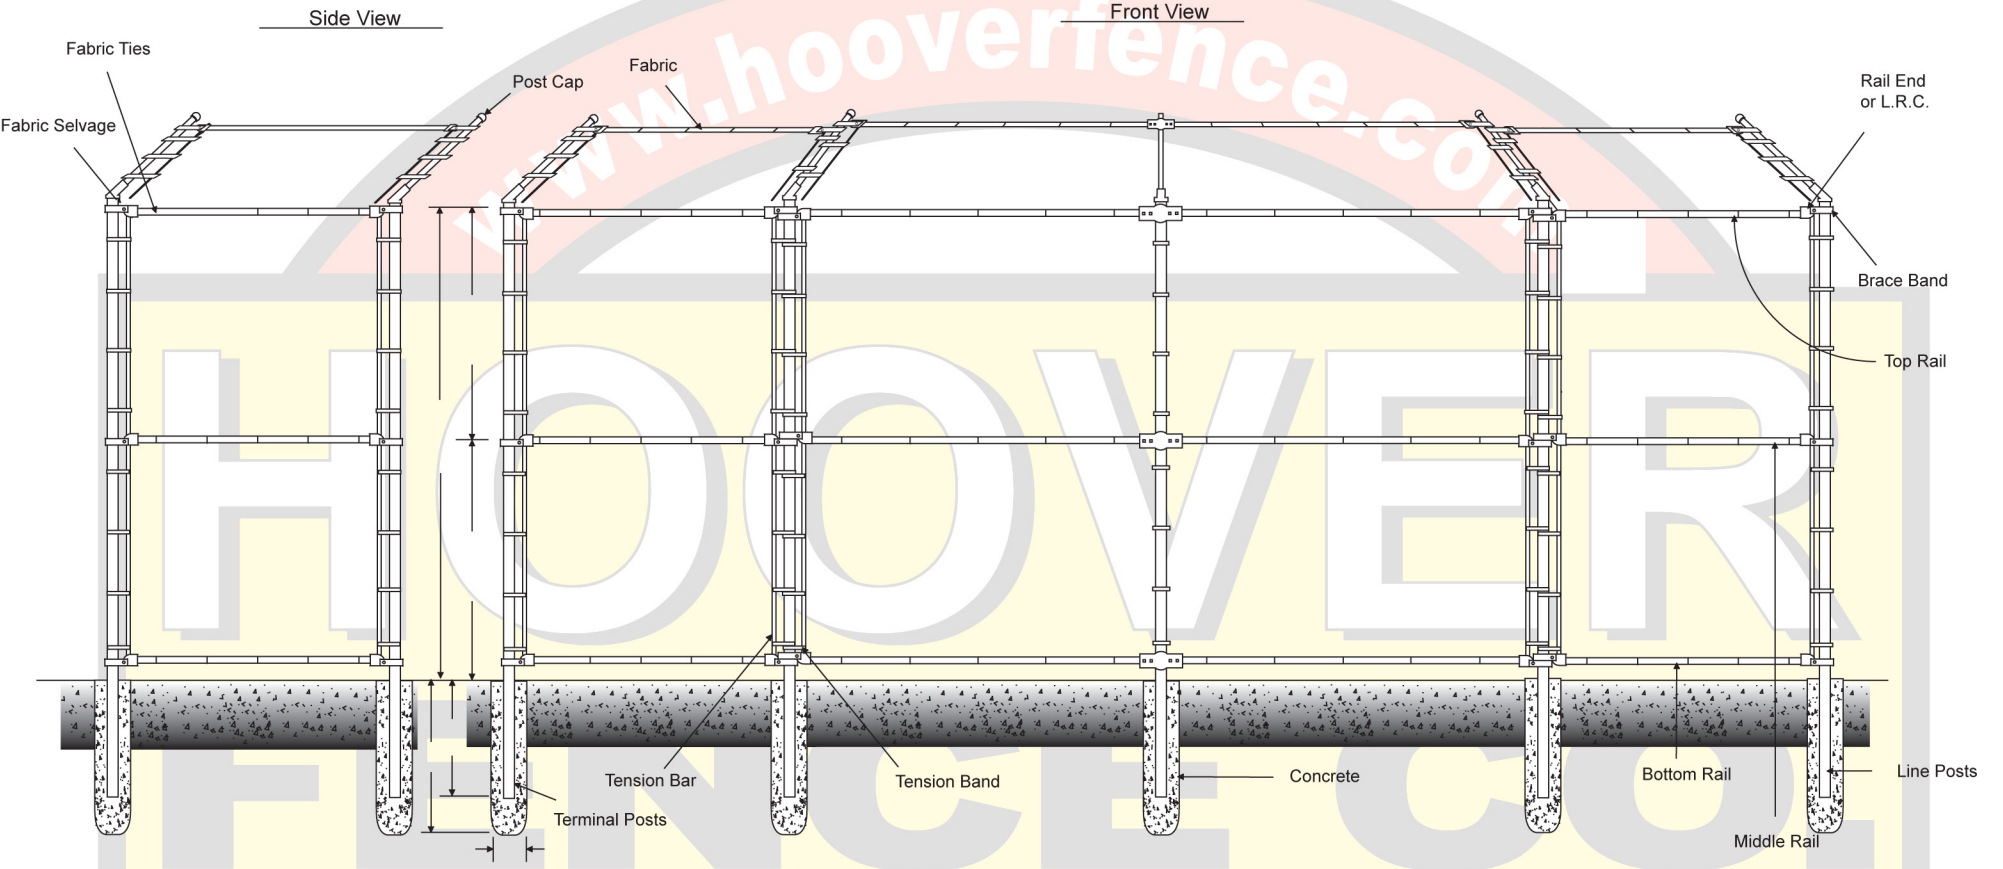 Side View
Front View
Fabric Ties
Fabric
Post Cap
Rail End
or L.R.C.
Fabric Selvage
www.hooverfence.com
Brace Band
Top Rail
HOOVER
Tension Bar
Tension Band
Concrete
Bottom Rail
Line Posts
Terminal Posts
Middle Rail
FENCE CO.